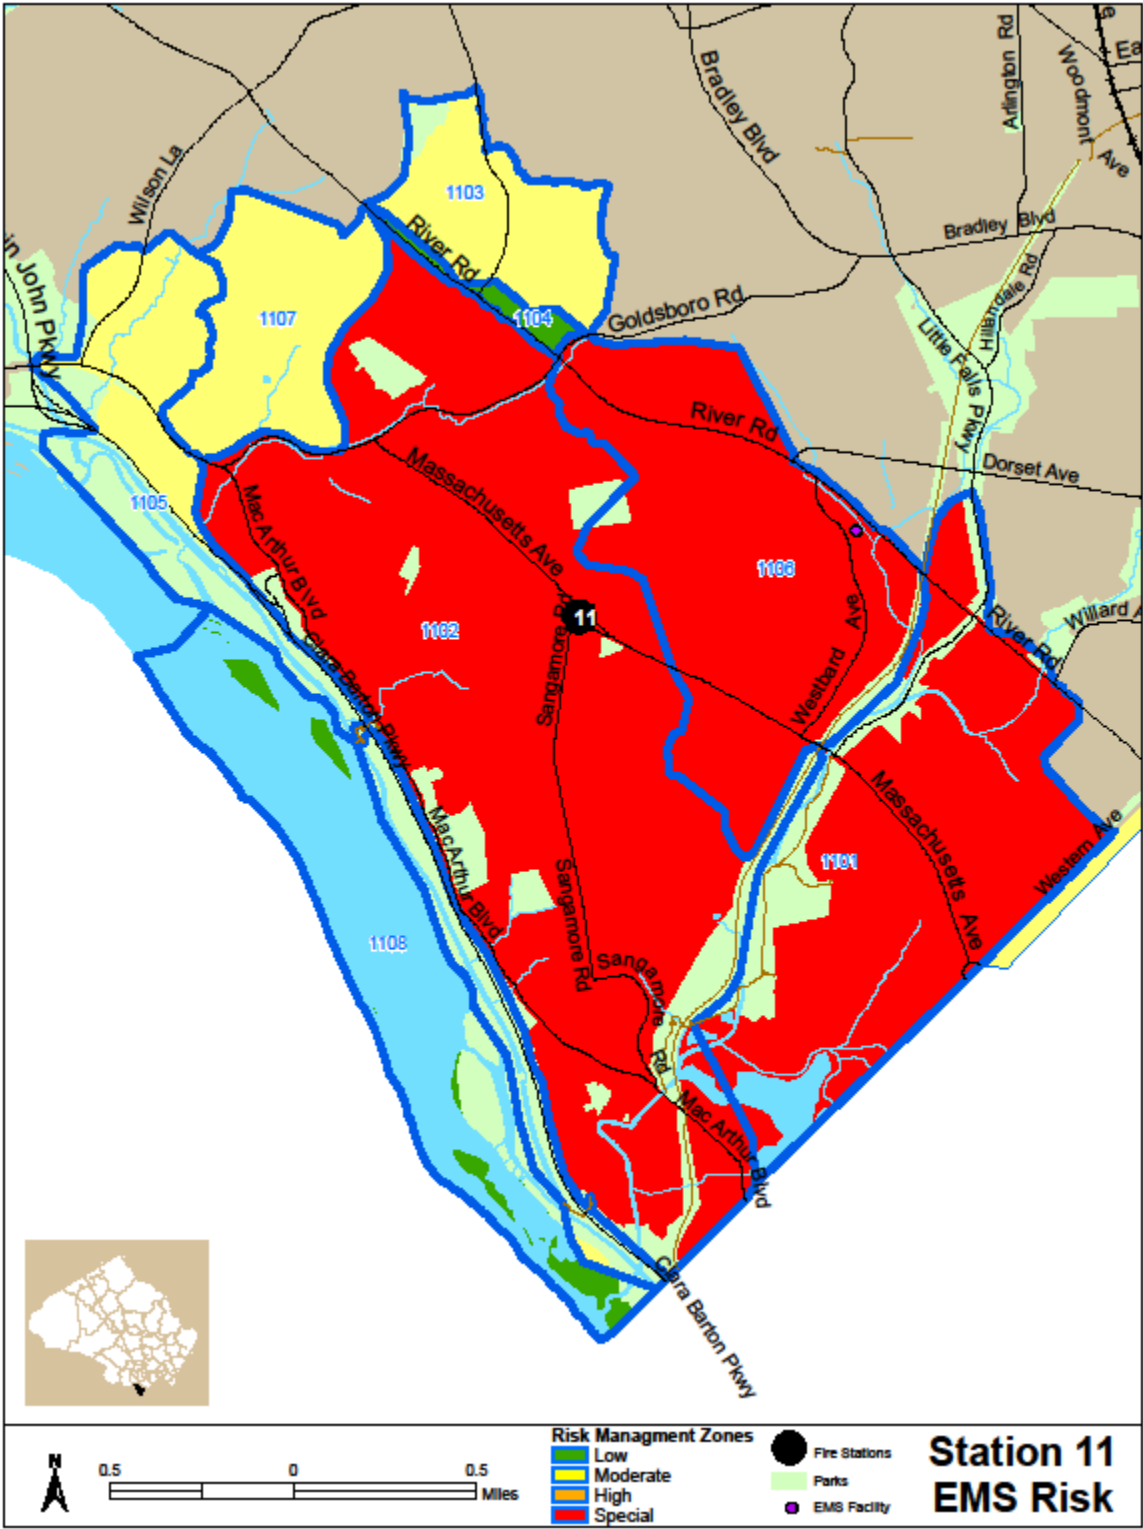 Bradley Blvd
Arlington Rd
Woodmont Ave
Ea
Wilson La
1103
River Rd
Bradley Blvd
in John Pkwy
1107
1104
Goldsboro Rd
Hillandale Rd
Little Falls Pkwy
River Rd
Massachusetts Ave
Dorset Ave
1105
Mac Arthur Blvd
1106
11
Sangamore Rd
1102
Westbard Ave
River Rd
Willard A
Clara Barton Pkwy
Mac Arthur Blvd
Massachusetts Ave
Western Ave
1101
1108
Sangamore Rd
Sangamore Rd
Mac Arthur Blvd
Clara Barton Pkwy
N
0.5 0 0.5
Miles
Risk Managment Zones
Low
Moderate
High
Special
Fire Stations
Parks
EMS Facility
Station 11
EMS Risk